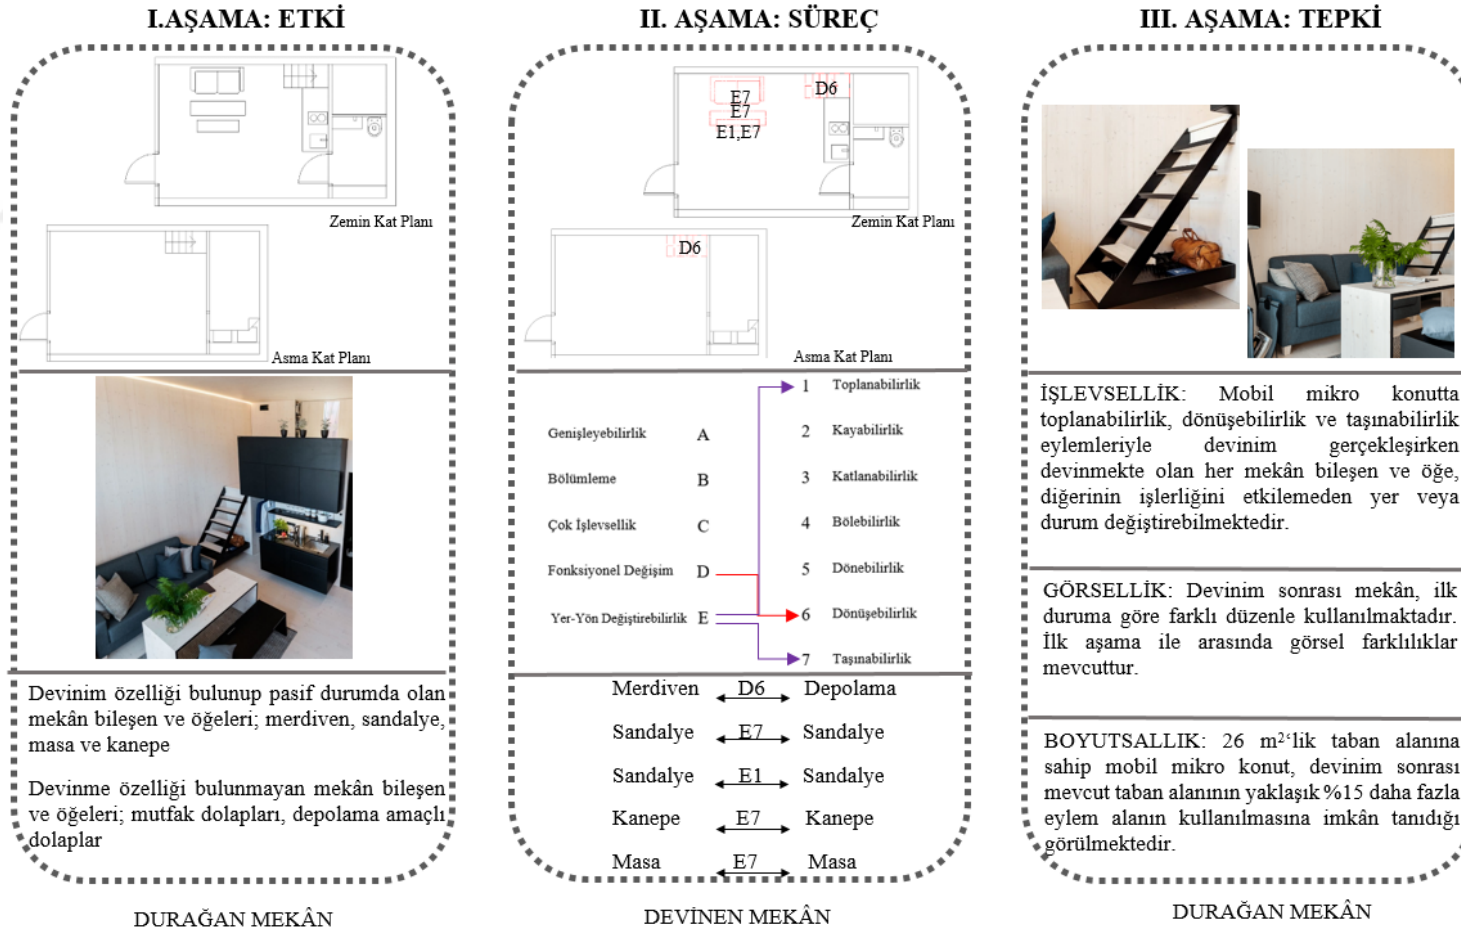 I.AŞAMA: ETKİ
Zemin Kat Planı
Asma Kat Planı
Devinim özelliği bulunup pasif durumda olan
mekân bileşen ve öğeleri; merdiven, sandalye,
masa ve kanepe
Devinme özelliği bulunmayan mekân bileşen
ve öğeleri; mutfak dolapları, depolama amaçlı
dolaplar
DURAĞAN MEKÂN
II. AŞAMA: SÜREÇ
E7
E7
E1,E7
D6
Zemin Kat Planı
D6
Asma Kat Planı
1 Toplanabilirlik
Genişleyebilirlik A
2 Kayabilirlik
Bölümleme B
3 Katlanabilirlik
Çok İşlevsellik C
4 Bölebilirlik
Fonksiyonel Değişim D
5 Dönebilirlik
Yer-Yön Değiştirebilirlik E
6 Dönüşebilirlik
7 Taşınabilirlik
Merdiven D6 Depolama
Sandalye E7 Sandalye
Sandalye E1 Sandalye
Kanepe E7 Kanepe
Masa E7 Masa
DEVİNEN MEKÂN
III. AŞAMA: TEPKİ
İŞLEVSELLİK: Mobil mikro konutta
toplanabilirlik, dönüşebilirlik ve taşınabilirlik
eylemleriyle devinim gerçekleşirken
devinmekte olan her mekân bileşen ve öğe,
diğerinin işlerliğini etkilemeden yer veya
durum değiştirebilmektedir.
GÖRSELLİK: Devinim sonrası mekân, ilk
duruma göre farklı düzenle kullanılmaktadır.
İlk aşama ile arasında görsel farklılıklar
mevcuttur.
BOYUTSALLIK: 26 m²‘lik taban alanına
sahip mobil mikro konut, devinim sonrası
mevcut taban alanının yaklaşık %15 daha fazla
eylem alanın kullanılmasına imkân tanıdığı
görülmektedir.
DURAĞAN MEKÂN